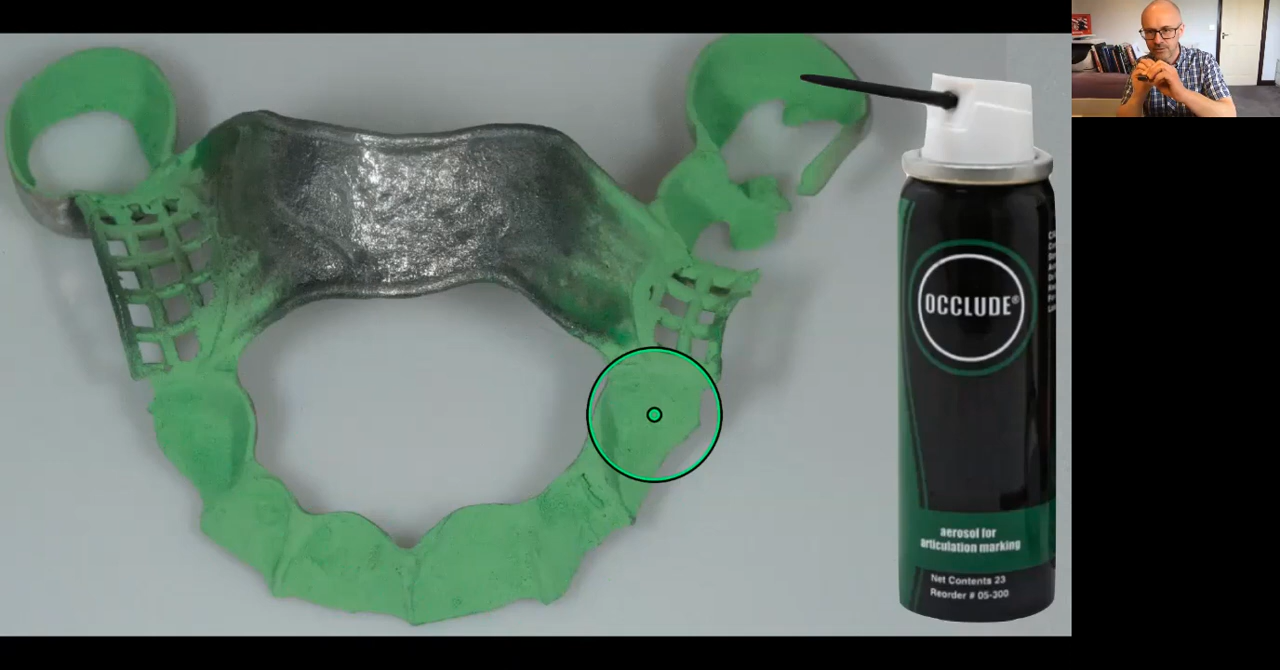 OCCLUDE®
aerosol for
articulation marking
Net Contents 23
Reorder # 05-300